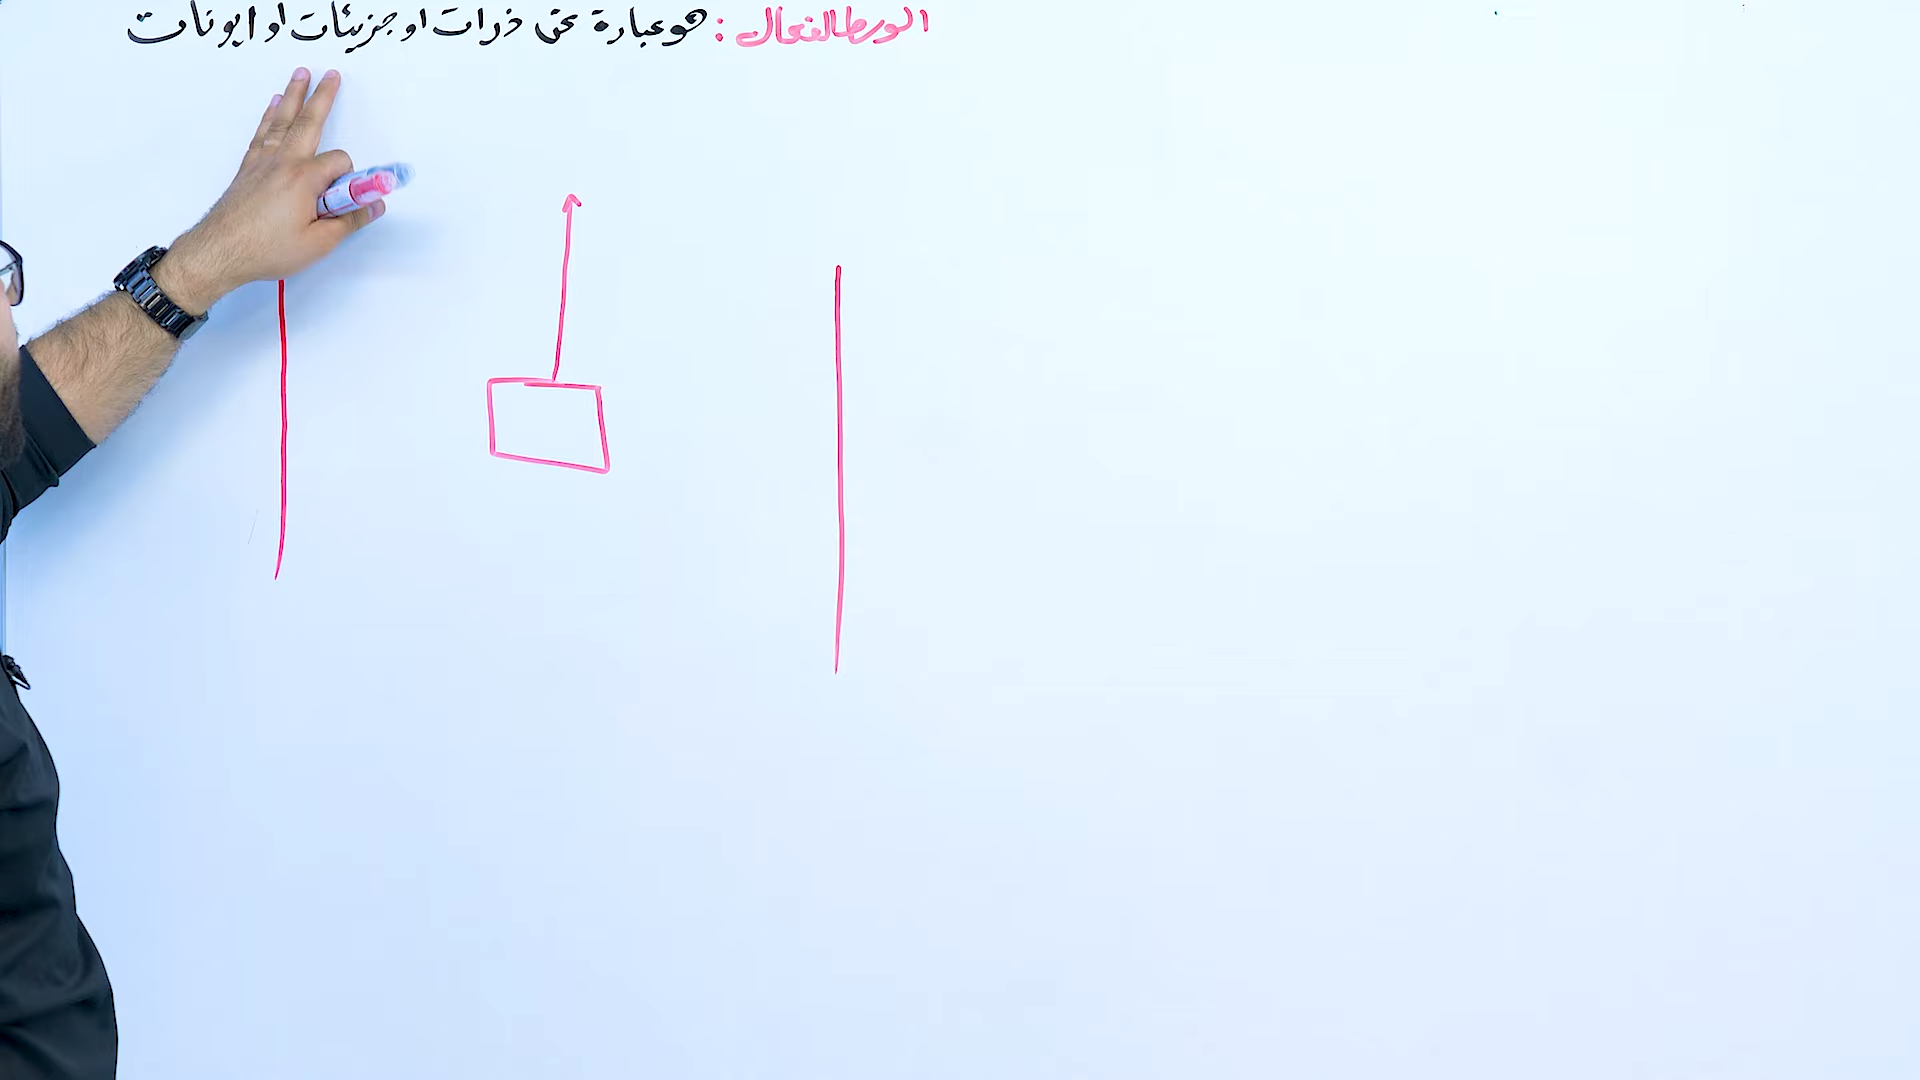 الوسط الفعال : هو عبارة عن ذرات او جزيئات او ايونات